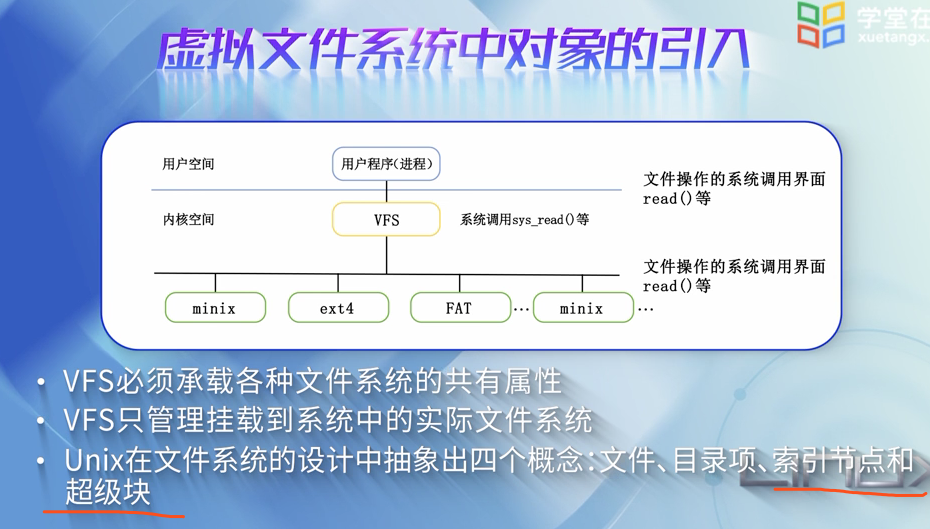 虚拟文件系统中对象的引入
学堂在
xuetangx.
用户空间
用户程序(进程)
文件操作的系统调用界面
read()等
内核空间
VFS
系统调用sys_read()等
文件操作的系统调用界面
read()等
minix
ext4
FAT
...
minix
...
• VFS必须承载各种文件系统的共有属性
• VFS只管理挂载到系统中的实际文件系统
• Unix在文件系统的设计中抽象出四个概念：文件、目录项、索引节点和
超级块